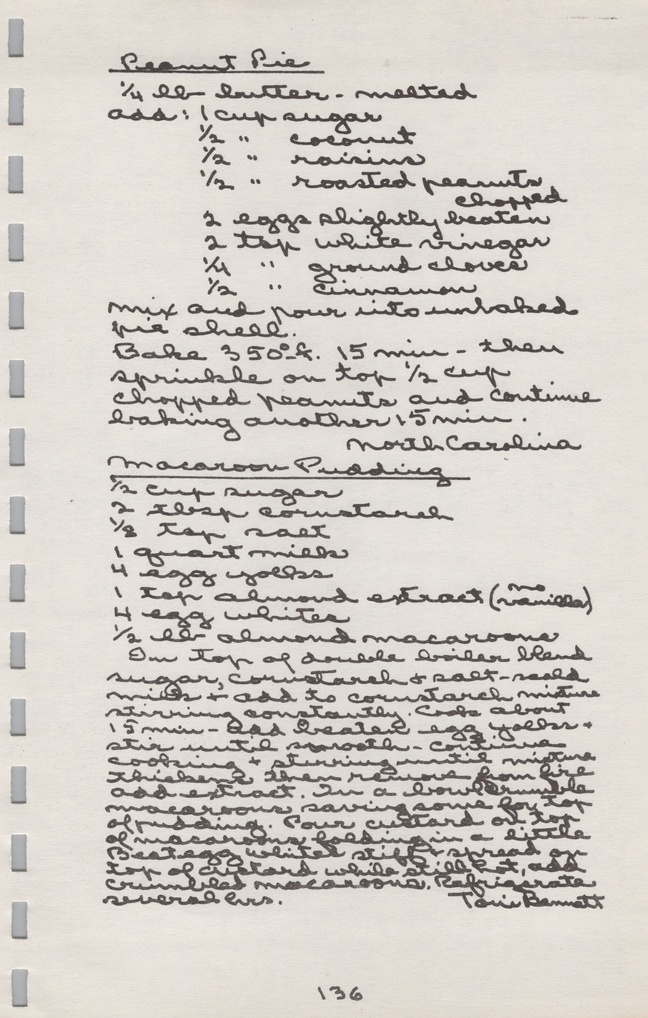 Peanut Pie
1/4 lb butter - melted
add: 1 cup sugar
1/2 " coconut
1/2 " raisins
1/2 " roasted peanuts
chopped
2 eggs slightly beaten
2 tsp white vinegar
1/4 " ground cloves
1/2 " cinnamon
mix and pour into unbaked
pie shell.
Bake 350°f. 15 min - then
sprinkle on top 1/2 cup
chopped peanuts and continue
baking another 15 min.
North Carolina
Macaroon Pudding
1/2 cup sugar
2 tbsp cornstarch
1/8 tsp salt
1 quart milk
4 egg yolks
1 tsp almond extract (no vanilla)
4 egg whites
1/2 lb almond macaroons
In top of double boiler blend
sugar, cornstarch + salt - scald
milk + add to cornstarch mixture
stirring constantly. Cook about
15 min - add beaten egg yolks +
stir until smooth - continue
cooking + stirring until mixture
thickens then remove from fire
add extract. In a bowl crumble
macaroons saving some for top
of pudding. Pour custard on top
of macaroons folding in a little
Beat egg whites stiff + spread on
top of custard while still hot, add
crumbled macaroons. Refrigerate
several hrs. Toni Bennett
136